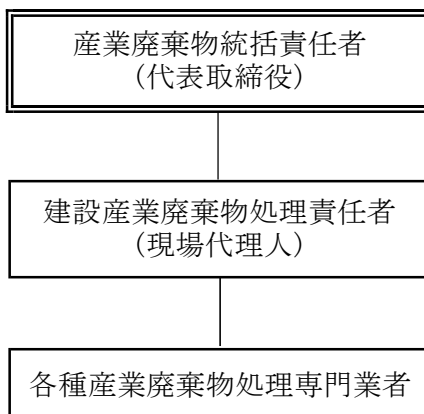 産業廃棄物統括責任者
(代表取締役)
建設産業廃棄物処理責任者
(現場代理人)
各種産業廃棄物処理専門業者